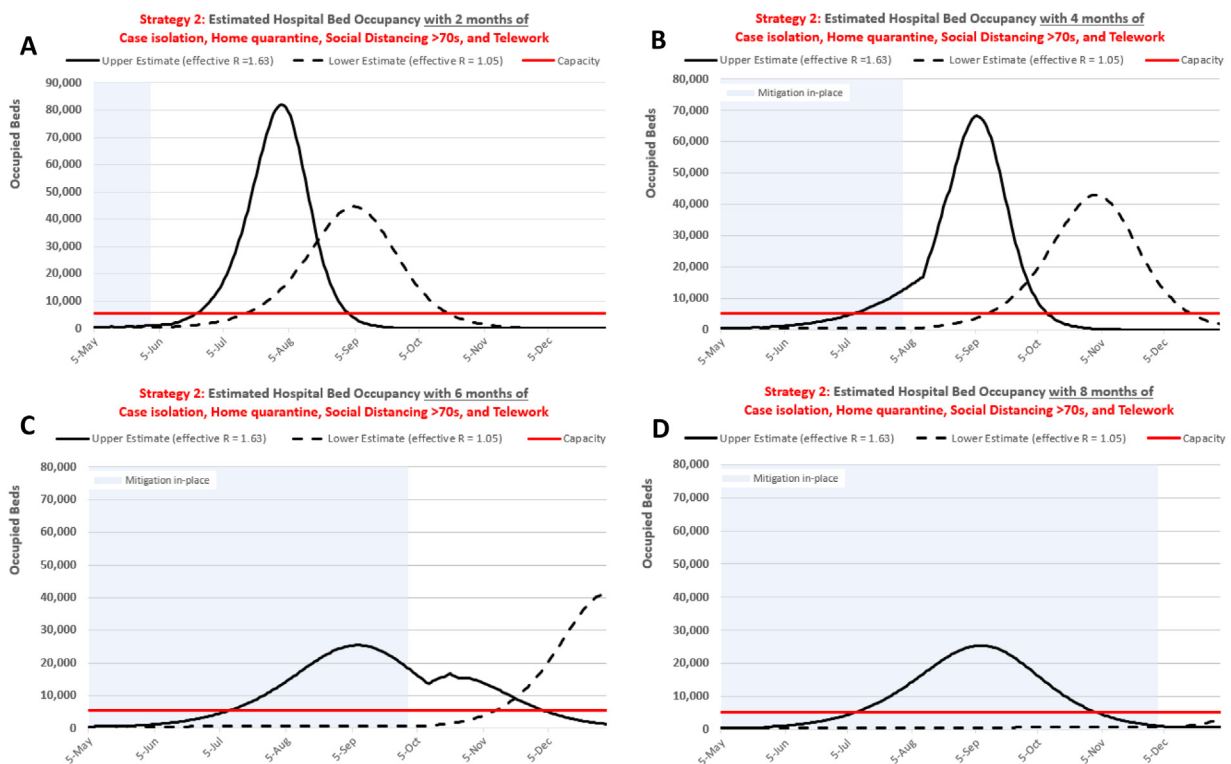 A
Strategy 2: Estimated Hospital Bed Occupancy with 2 months of
Case isolation, Home quarantine, Social Distancing >70s, and Telework
Upper Estimate (effective R =1.63) Lower Estimate (effective R = 1.05) Capacity
Occupied Beds
90,000
80,000
70,000
60,000
50,000
40,000
30,000
20,000
10,000
0
5-May 5-Jun 5-Jul 5-Aug 5-Sep 5-Oct 5-Nov 5-Dec
B
Strategy 2: Estimated Hospital Bed Occupancy with 4 months of
Case isolation, Home quarantine, Social Distancing >70s, and Telework
Upper Estimate (effective R =1.63) Lower Estimate (effective R = 1.05) Capacity
Mitigation in-place
Occupied Beds
80,000
70,000
60,000
50,000
40,000
30,000
20,000
10,000
0
5-May 5-Jun 5-Jul 5-Aug 5-Sep 5-Oct 5-Nov 5-Dec
C
Strategy 2: Estimated Hospital Bed Occupancy with 6 months of
Case isolation, Home quarantine, Social Distancing >70s, and Telework
Upper Estimate (effective R = 1.63) Lower Estimate (effective R = 1.05) Capacity
Mitigation in-place
Occupied Beds
80,000
70,000
60,000
50,000
40,000
30,000
20,000
10,000
0
5-May 5-Jun 5-Jul 5-Aug 5-Sep 5-Oct 5-Nov 5-Dec
D
Strategy 2: Estimated Hospital Bed Occupancy with 8 months of
Case isolation, Home quarantine, Social Distancing >70s, and Telework
Upper Estimate (effective R = 1.63) Lower Estimate (effective R = 1.05) Capacity
Mitigation in-place
Occupied Beds
80,000
70,000
60,000
50,000
40,000
30,000
20,000
10,000
0
5-May 5-Jun 5-Jul 5-Aug 5-Sep 5-Oct 5-Nov 5-Dec